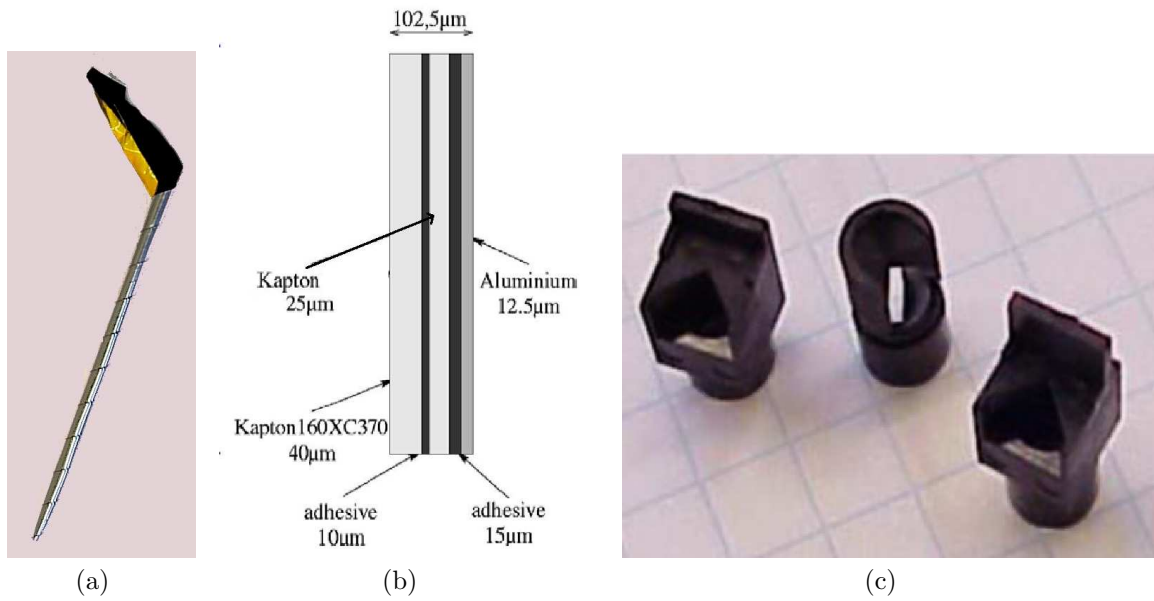 102,5μm
Kapton
25μm
Aluminium
12.5μm
Kapton160XC370
40μm
adhesive
10μm
adhesive
15μm
(a)
(b)
(c)